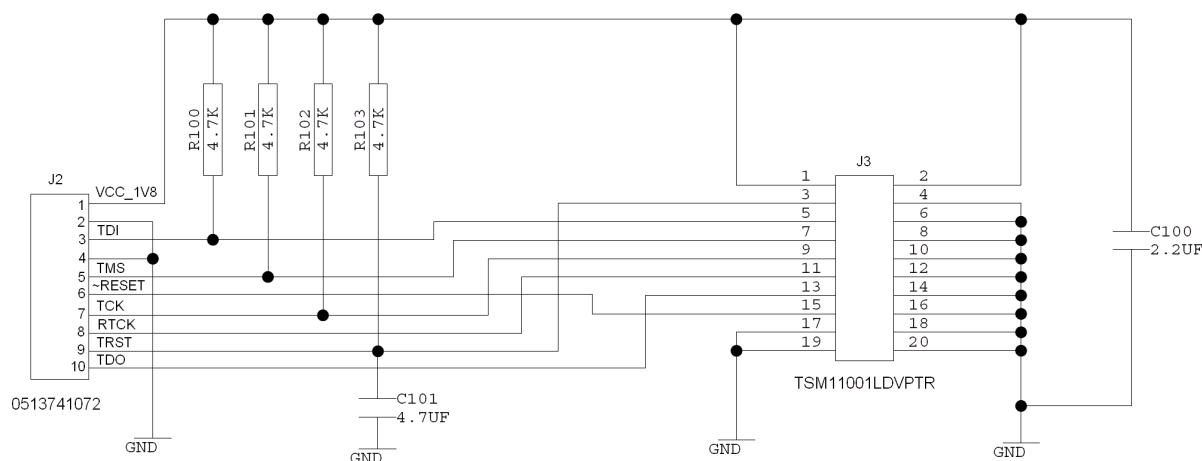 R100
4.7K
R101
4.7K
R102
4.7K
R103
4.7K
J2
VCC_1V8
1
2
TDI
3
4
TMS
5
~RESET
6
TCK
7
RTCK
8
TRST
9
TDO
10
0513741072
GND
C101
4.7UF
GND
J3
1
2
3
4
5
6
7
8
9
10
11
12
13
14
15
16
17
18
19
20
TSM11001LDVPTR
GND
GND
C100
2.2UF